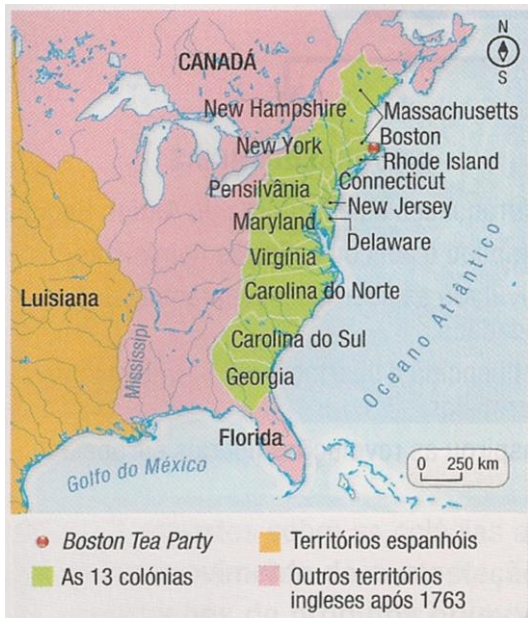 N
S
CANADÁ
New Hampshire
Massachusetts
Boston
New York
Rhode Island
Pensilvânia
Connecticut
New Jersey
Maryland
Delaware
Virgínia
Luisiana
Carolina do Norte
Oceano Atlântico
Mississipi
Carolina do Sul
Georgia
Florida
Golfo do México
0 250 km
Boston Tea Party
Territórios espanhóis
As 13 colónias
Outros territórios
ingleses após 1763